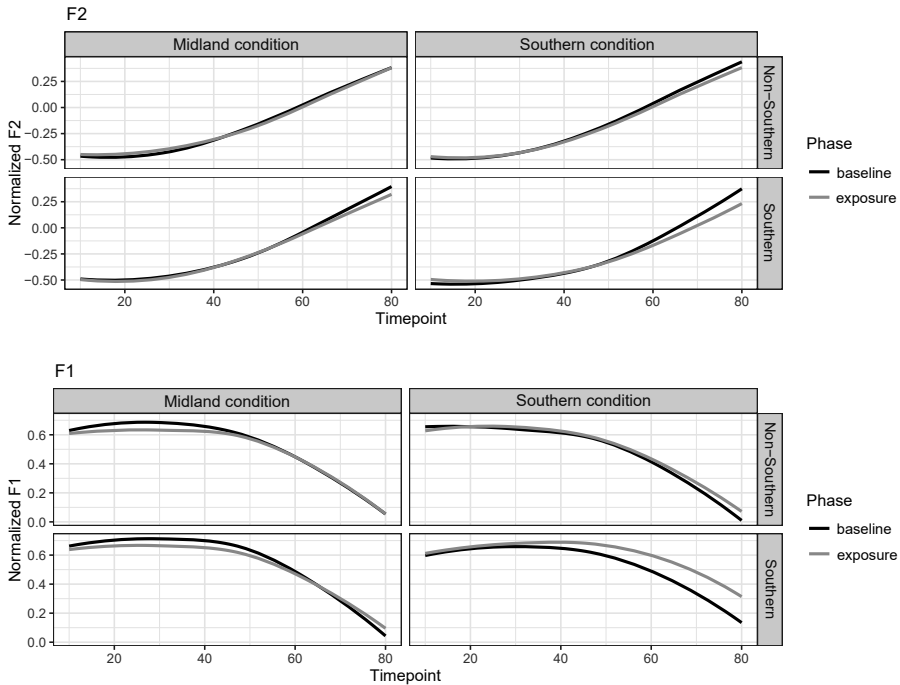 F2
Midland condition
Southern condition
Normalized F2
0.25
0.00
−0.25
−0.50
Non−Southern
0.25
0.00
−0.25
−0.50
Southern
20
40
60
80
20
40
60
80
Timepoint
Phase
baseline
exposure
F1
Midland condition
Southern condition
Normalized F1
0.6
0.4
0.2
0.0
Non−Southern
0.6
0.4
0.2
0.0
Southern
20
40
60
80
20
40
60
80
Timepoint
Phase
baseline
exposure